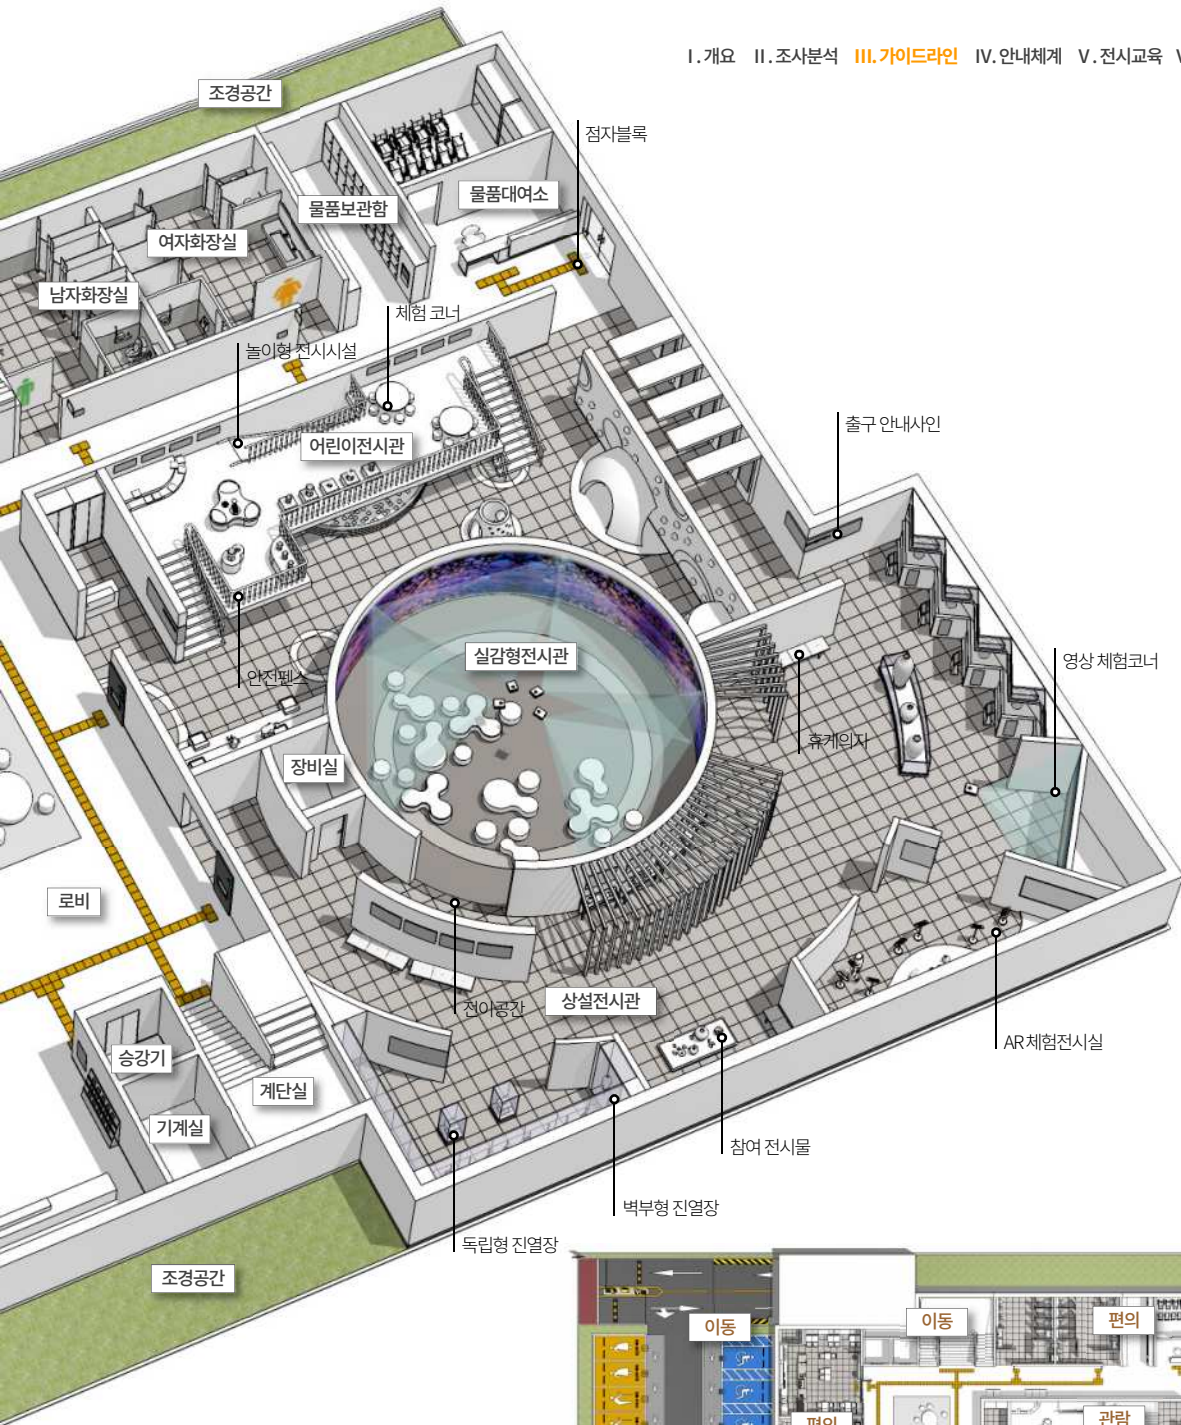 I. 개요 II. 조사분석 III. 가이드라인 IV. 안내체계 V. 전시교육
조경공간
점자블록
물품대여소
물품보관함
여자화장실
남자화장실
체험 코너
놀이형 전시시설
출구 안내사인
어린이전시관
실감형전시관
영상 체험코너
안전펜스
휴게의자
장비실
로비
전이공간
상설전시관
AR 체험전시실
승강기
계단실
기계실
참여 전시물
벽부형 진열장
독립형 진열장
조경공간
이동
이동
편의
편의
관람